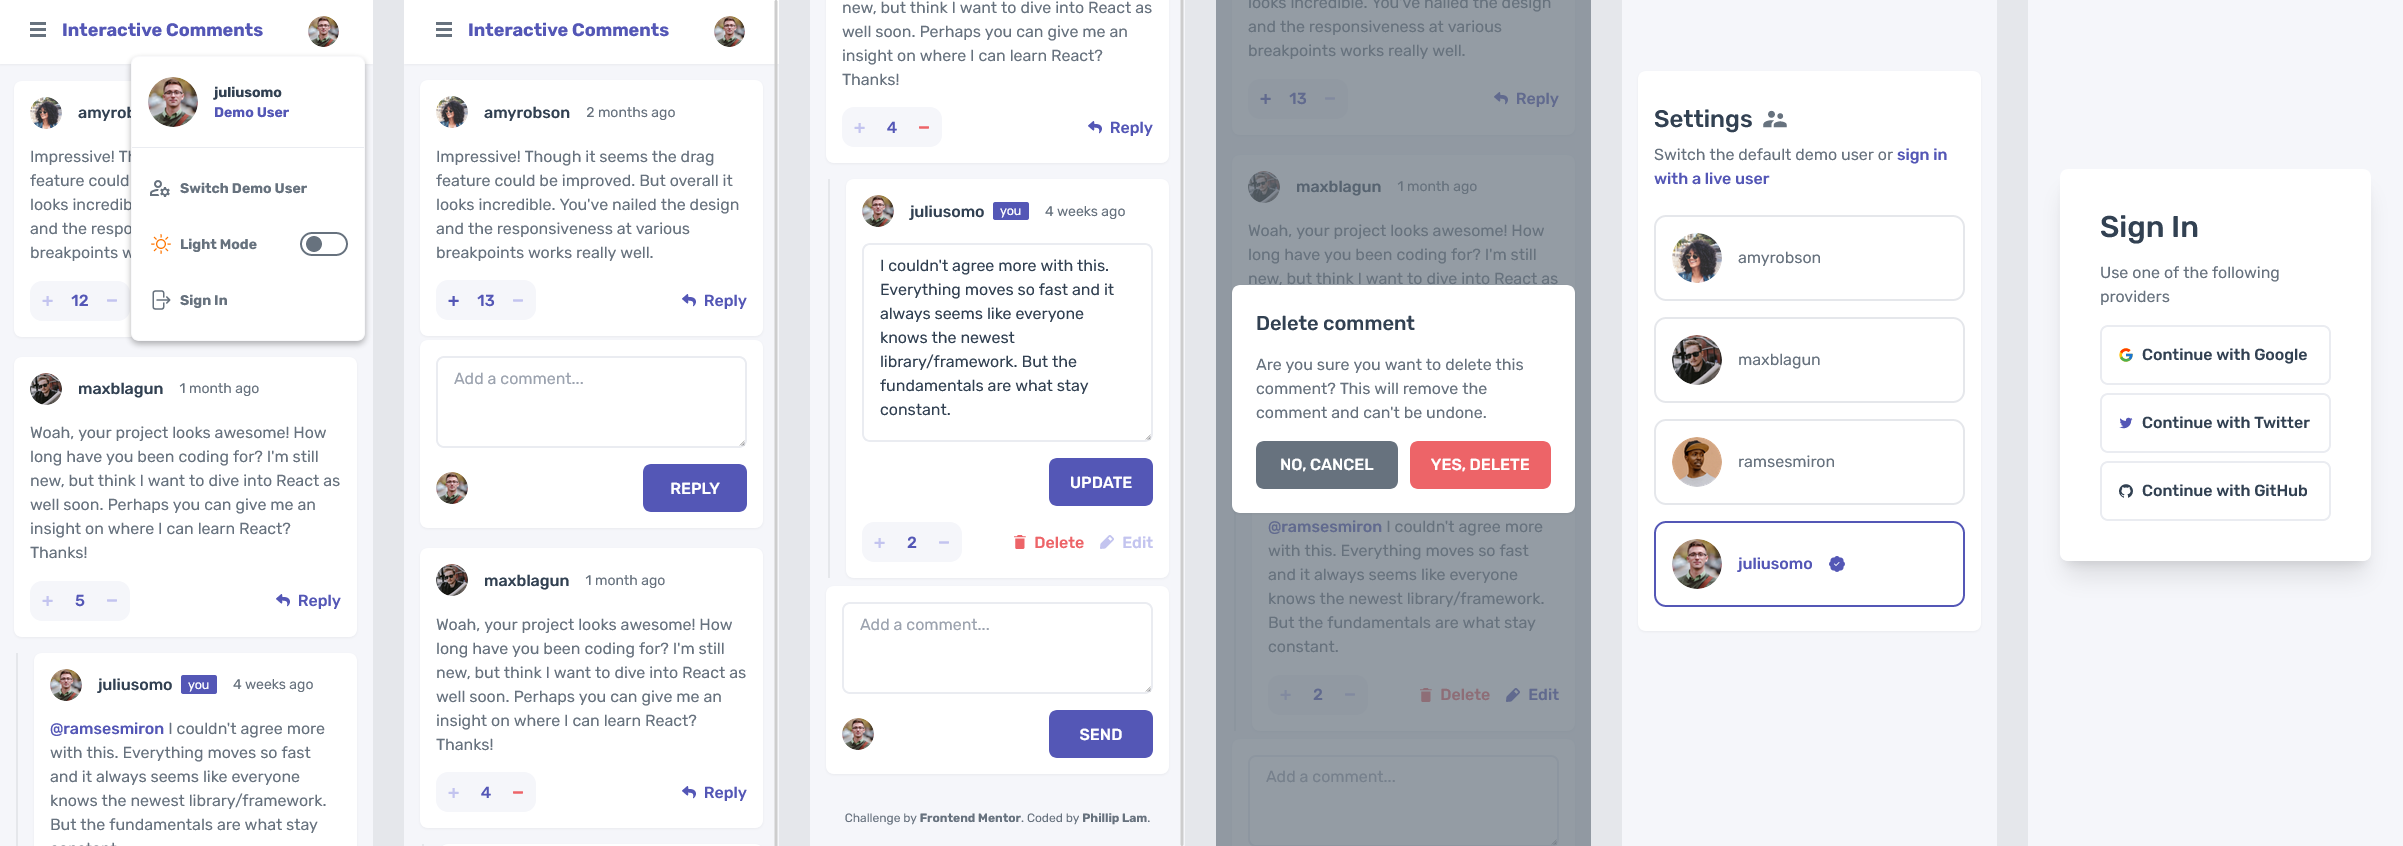 Interactive Comments
juliusomo
Demo User
Switch Demo User
Light Mode
Sign In
amyrob
Impressive! Th
feature could
looks incredib
and the respo
breakpoints w
+ 12 −
maxblagun 1 month ago
Woah, your project looks awesome! How
long have you been coding for? I'm still
new, but think I want to dive into React as
well soon. Perhaps you can give me an
insight on where I can learn React?
Thanks!
+ 5 − Reply
juliusomo you 4 weeks ago
@ramsesmiron I couldn't agree more
with this. Everything moves so fast
and it always seems like everyone
knows the newest library/framework.
But the fundamentals are what stay
constant.
Interactive Comments
amyrobson 2 months ago
Impressive! Though it seems the drag
feature could be improved. But overall it
looks incredible. You've nailed the design
and the responsiveness at various
breakpoints works really well.
+ 13 − Reply
Add a comment...
REPLY
maxblagun 1 month ago
Woah, your project looks awesome! How
long have you been coding for? I'm still
new, but think I want to dive into React as
well soon. Perhaps you can give me an
insight on where I can learn React?
Thanks!
+ 4 − Reply
new, but think I want to dive into React as
well soon. Perhaps you can give me an
insight on where I can learn React?
Thanks!
+ 4 − Reply
juliusomo you 4 weeks ago
I couldn't agree more with this.
Everything moves so fast and it
always seems like everyone
knows the newest
library/framework. But the
fundamentals are what stay
constant.
UPDATE
+ 2 − Delete Edit
Add a comment...
SEND
Challenge by Frontend Mentor. Coded by Phillip Lam.
looks incredible. You've nailed the design
and the responsiveness at various
breakpoints works really well.
+ 13 − Reply
maxblagun 1 month ago
Woah, your project looks awesome! How
long have you been coding for? I'm still
new, but think I want to dive into React as
Delete comment
Are you sure you want to delete this
comment? This will remove the
comment and can't be undone.
NO, CANCEL YES, DELETE
@ramsesmiron I couldn't agree more
with this. Everything moves so fast
and it always seems like everyone
knows the newest library/framework.
But the fundamentals are what stay
constant.
+ 2 − Delete Edit
Add a comment...
Settings
Switch the default demo user or sign in
with a live user
amyrobson
maxblagun
ramsesmiron
juliusomo
Sign In
Use one of the following
providers
Continue with Google
Continue with Twitter
Continue with GitHub